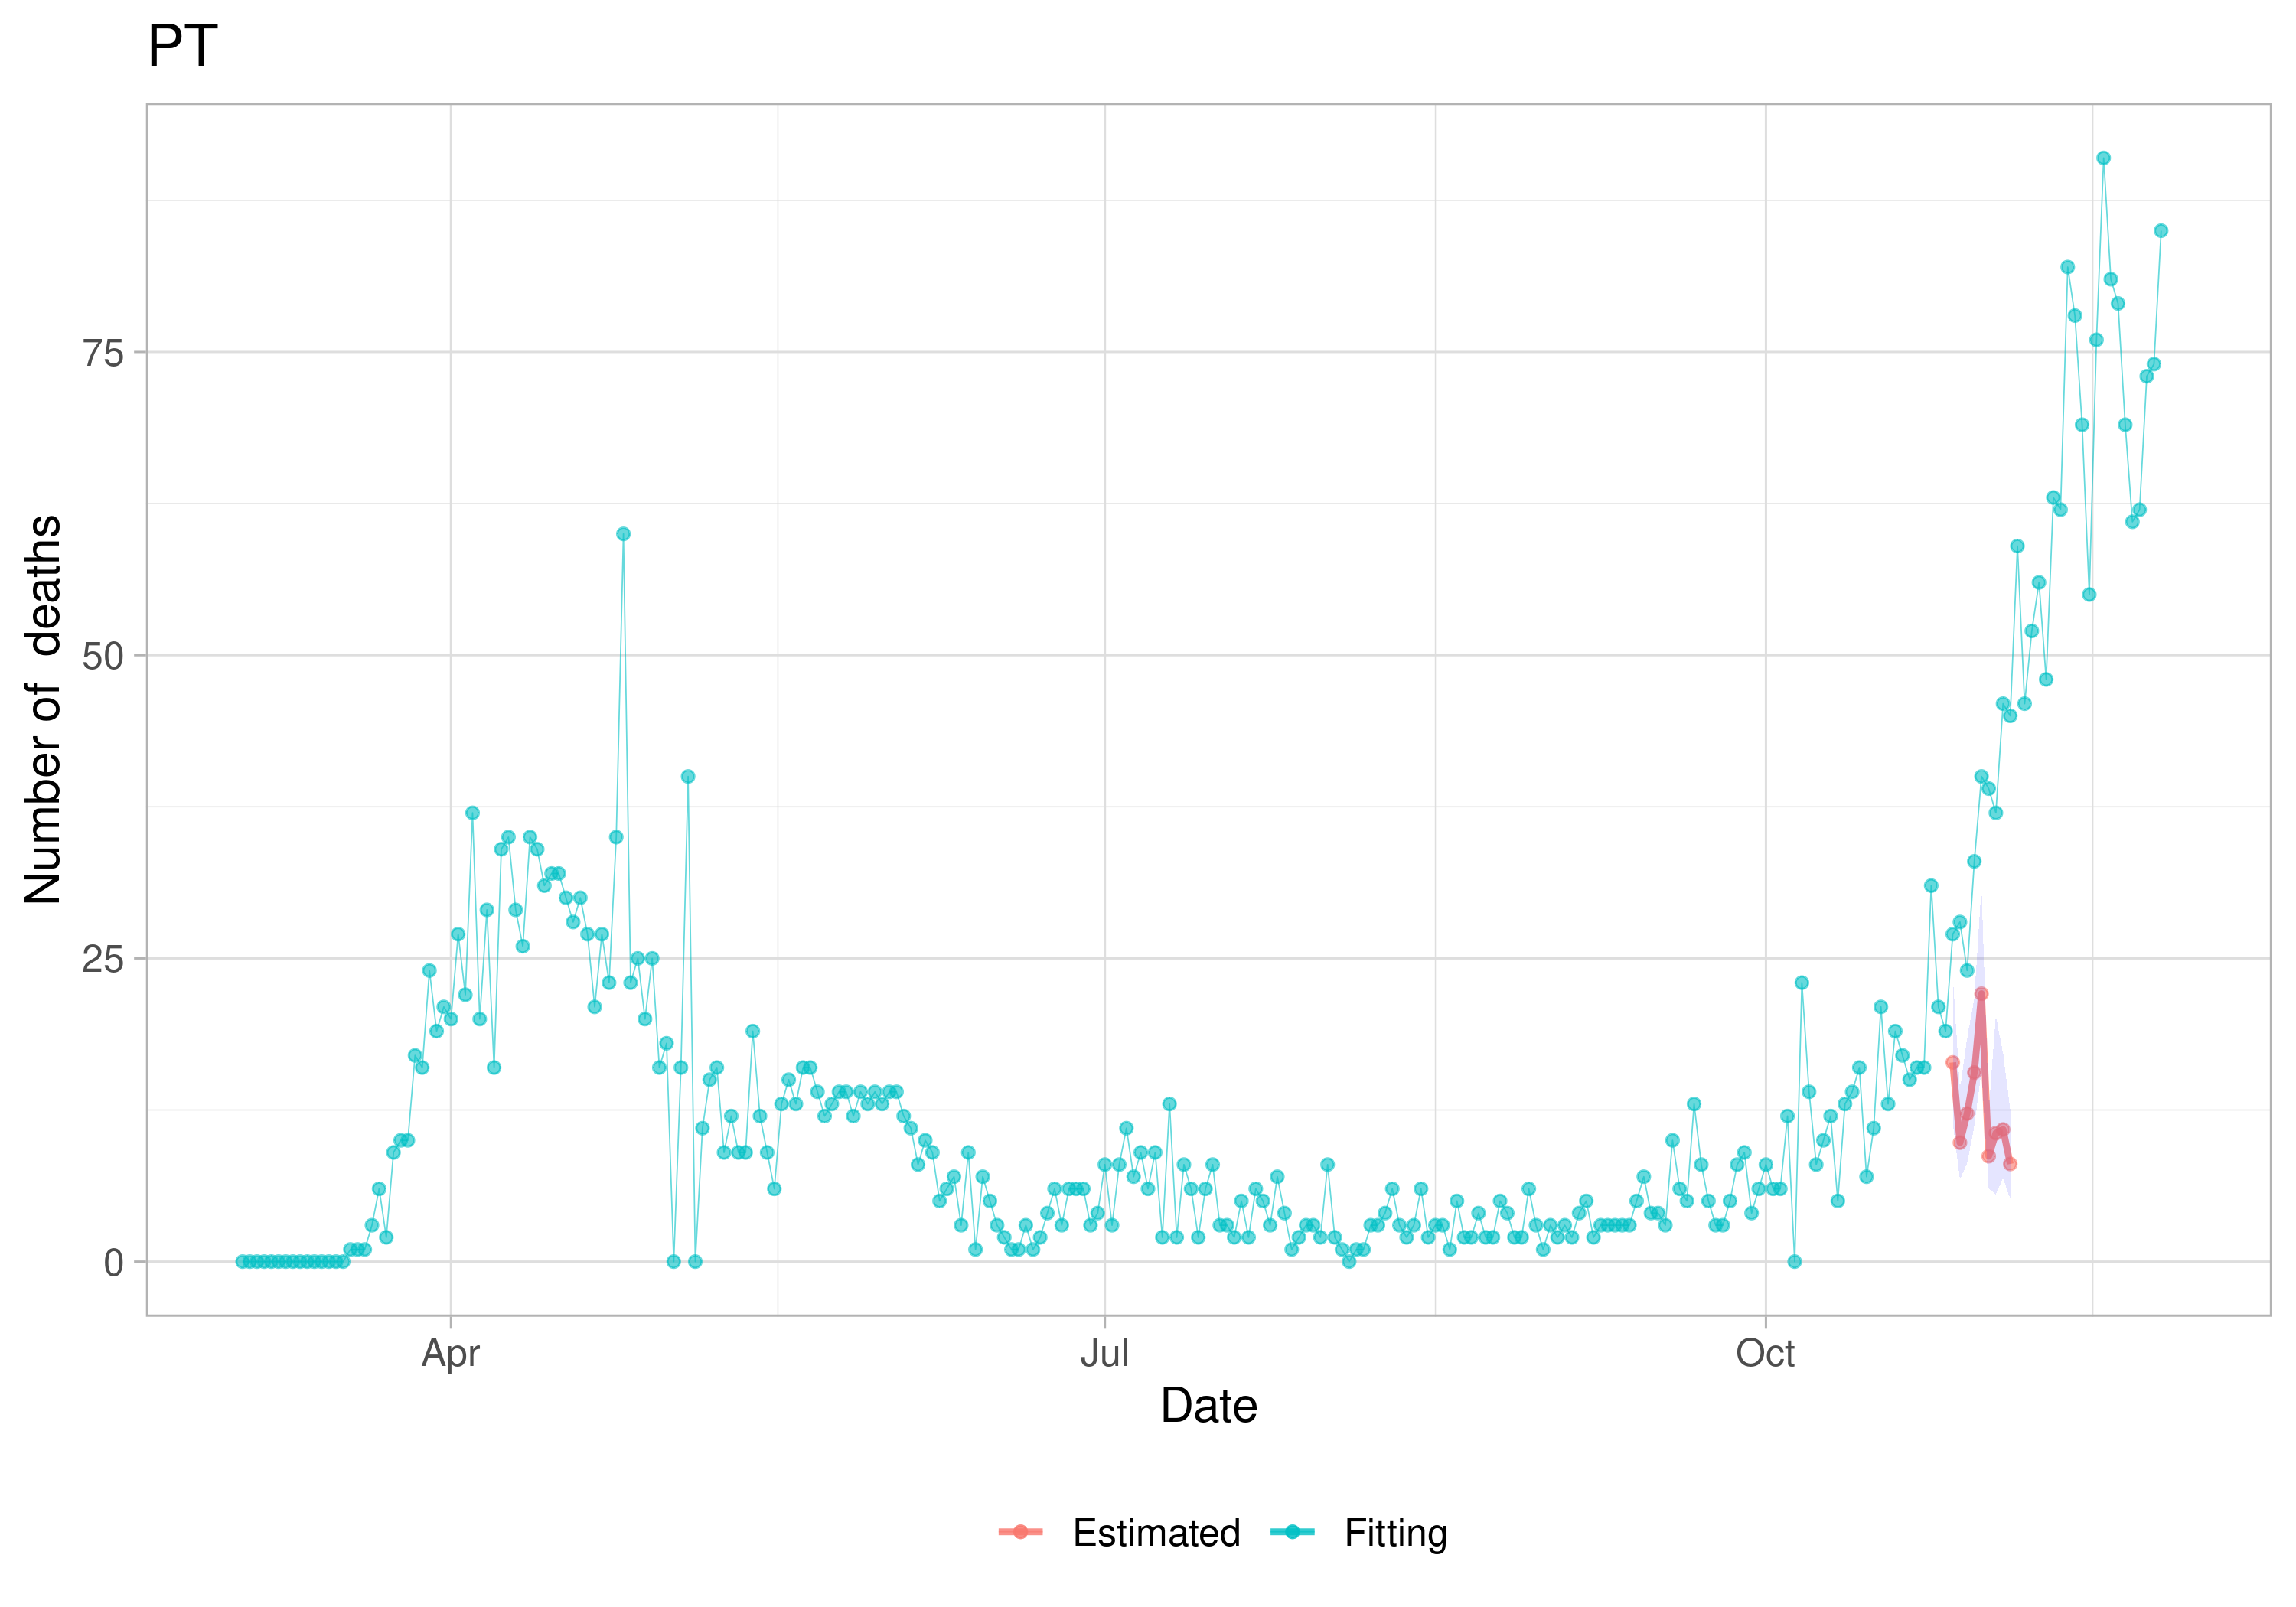 PT
Number of  deaths
75
50
25
0
Apr
Jul
Oct
Date
Estimated
Fitting